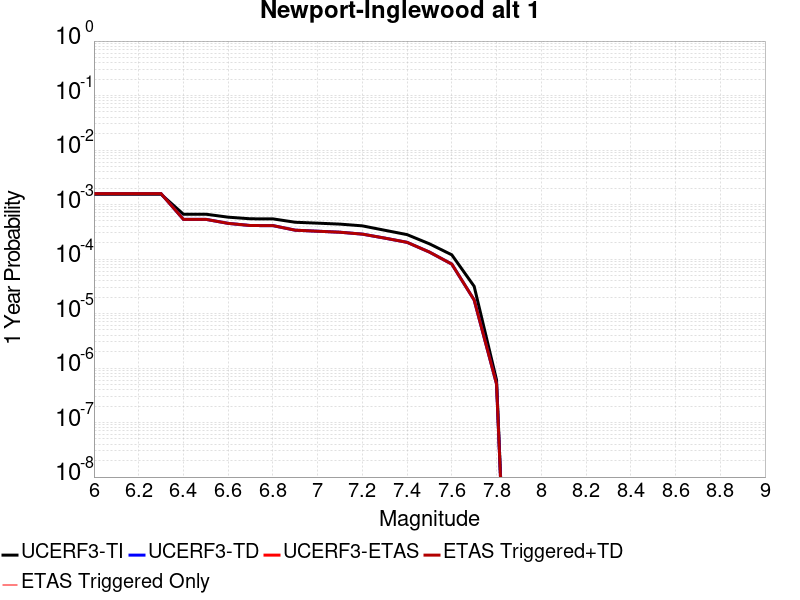 Newport-Inglewood alt 1
10^0
10^-1
10^-2
10^-3
10^-4
10^-5
10^-6
10^-7
10^-8
1 Year Probability
6 6.2 6.4 6.6 6.8 7 7.2 7.4 7.6 7.8 8 8.2 8.4 8.6 8.8 9
Magnitude
UCERF3-TI UCERF3-TD UCERF3-ETAS ETAS Triggered+TD
ETAS Triggered Only